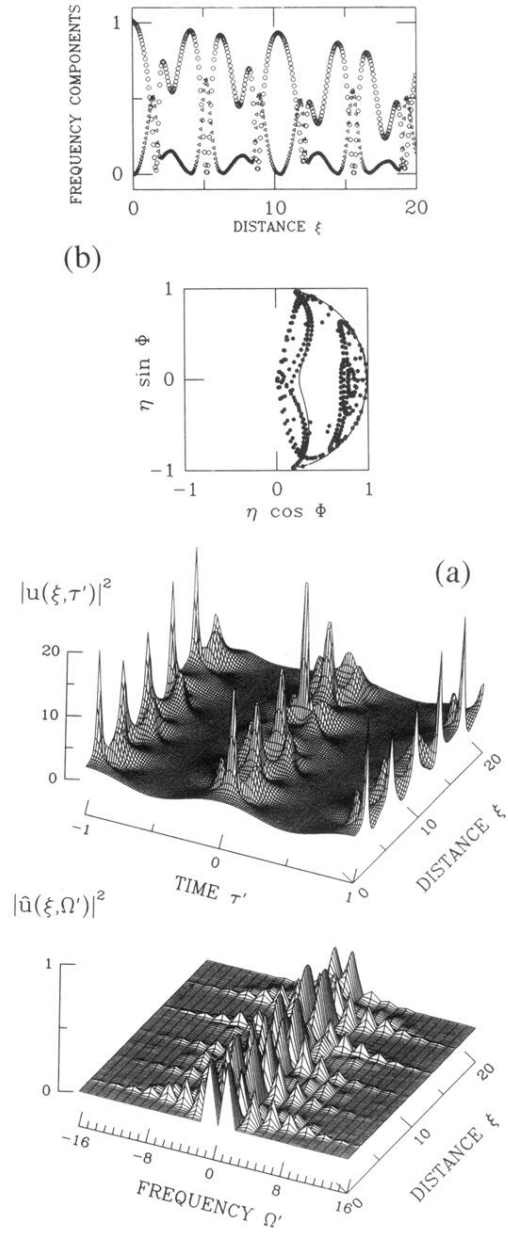 FREQUENCY COMPONENTS
1
0
0
10
20
DISTANCE ξ
(b)
η sin Φ
1
0
-1
-1
0
1
η cos Φ
(a)
|u(ξ,τ')|²
20
10
0
-1
0
1
TIME τ'
0
10
20
DISTANCE ξ
|û(ξ,Ω')|²
1
0
-16
-8
0
8
16
FREQUENCY Ω'
0
10
20
DISTANCE ξ